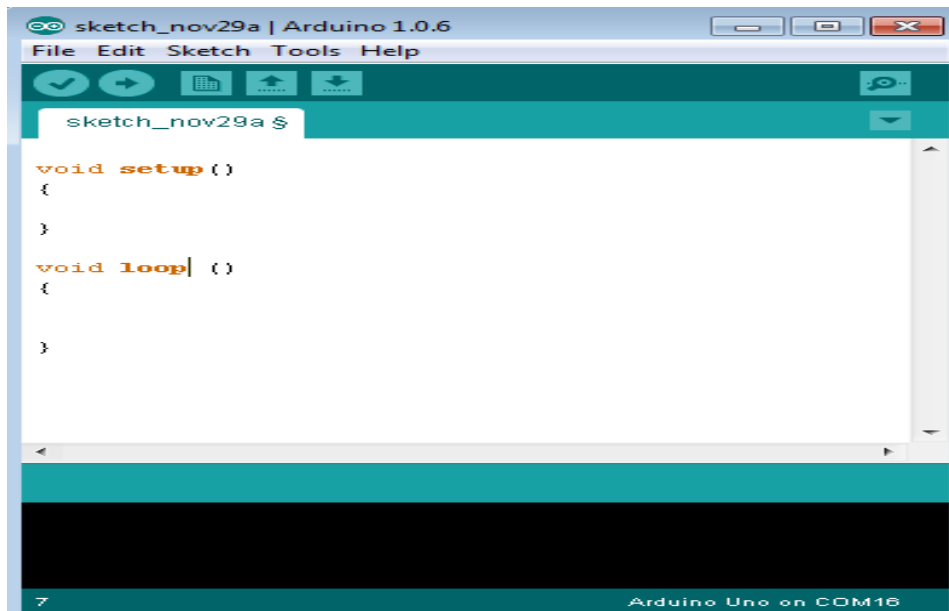 sketch_nov29a | Arduino 1.0.6
File Edit Sketch Tools Help
sketch_nov29a §
void setup()
{
}
void loop ()
{
}
7 Arduino Uno on COM16